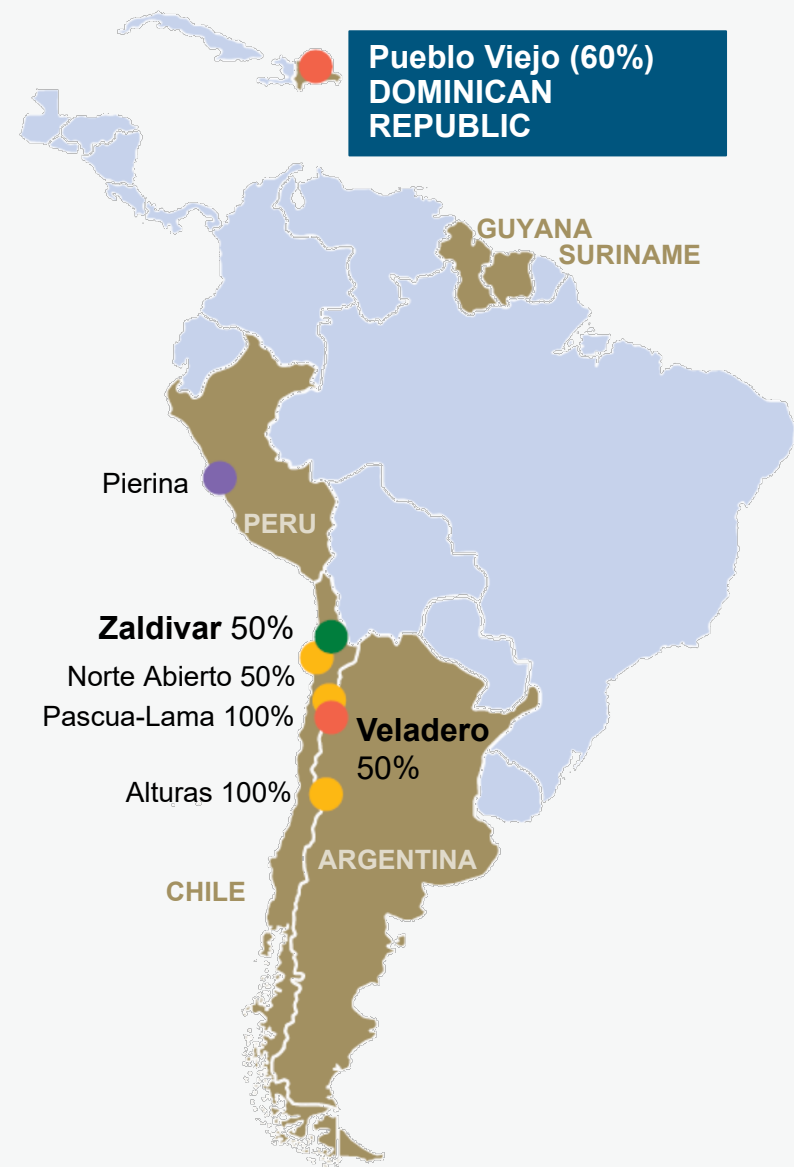 Pueblo Viejo (60%)
DOMINICAN
REPUBLIC
GUYANA
SURINAME
Pierina
PERU
Zaldivar 50%
Norte Abierto 50%
Pascua-Lama 100%
Veladero
50%
Alturas 100%
ARGENTINA
CHILE